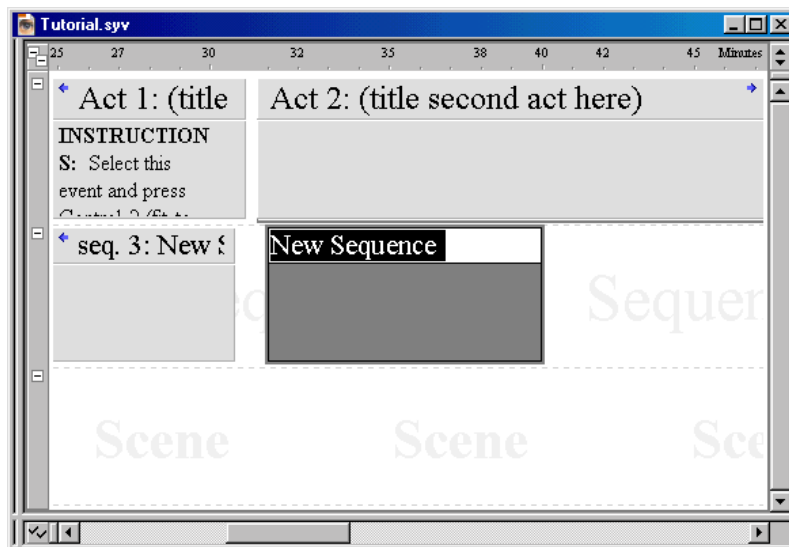 Tutorial.syv
25 27 30 32 35 38 40 42 45 Minutes
Act 1: (title
Act 2: (title second act here)
INSTRUCTION
S: Select this
event and press
seq. 3: New
New Sequence
Sequen
Scene
Scene
Sce